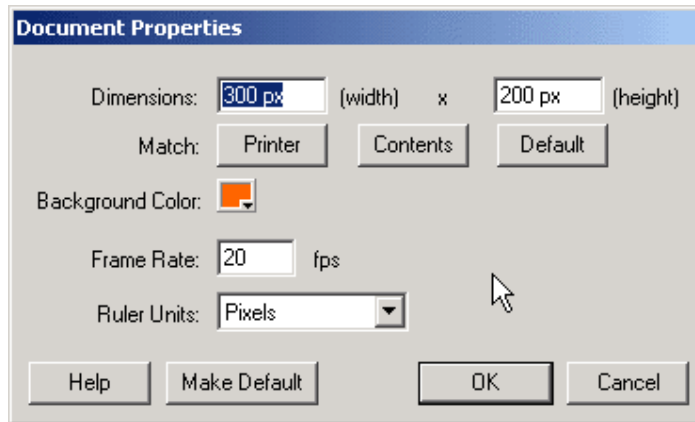 Document Properties
Dimensions: 300 px (width) x 200 px (height)
Match: Printer Contents Default
Background Color:
Frame Rate: 20 fps
Ruler Units: Pixels
Help Make Default OK Cancel